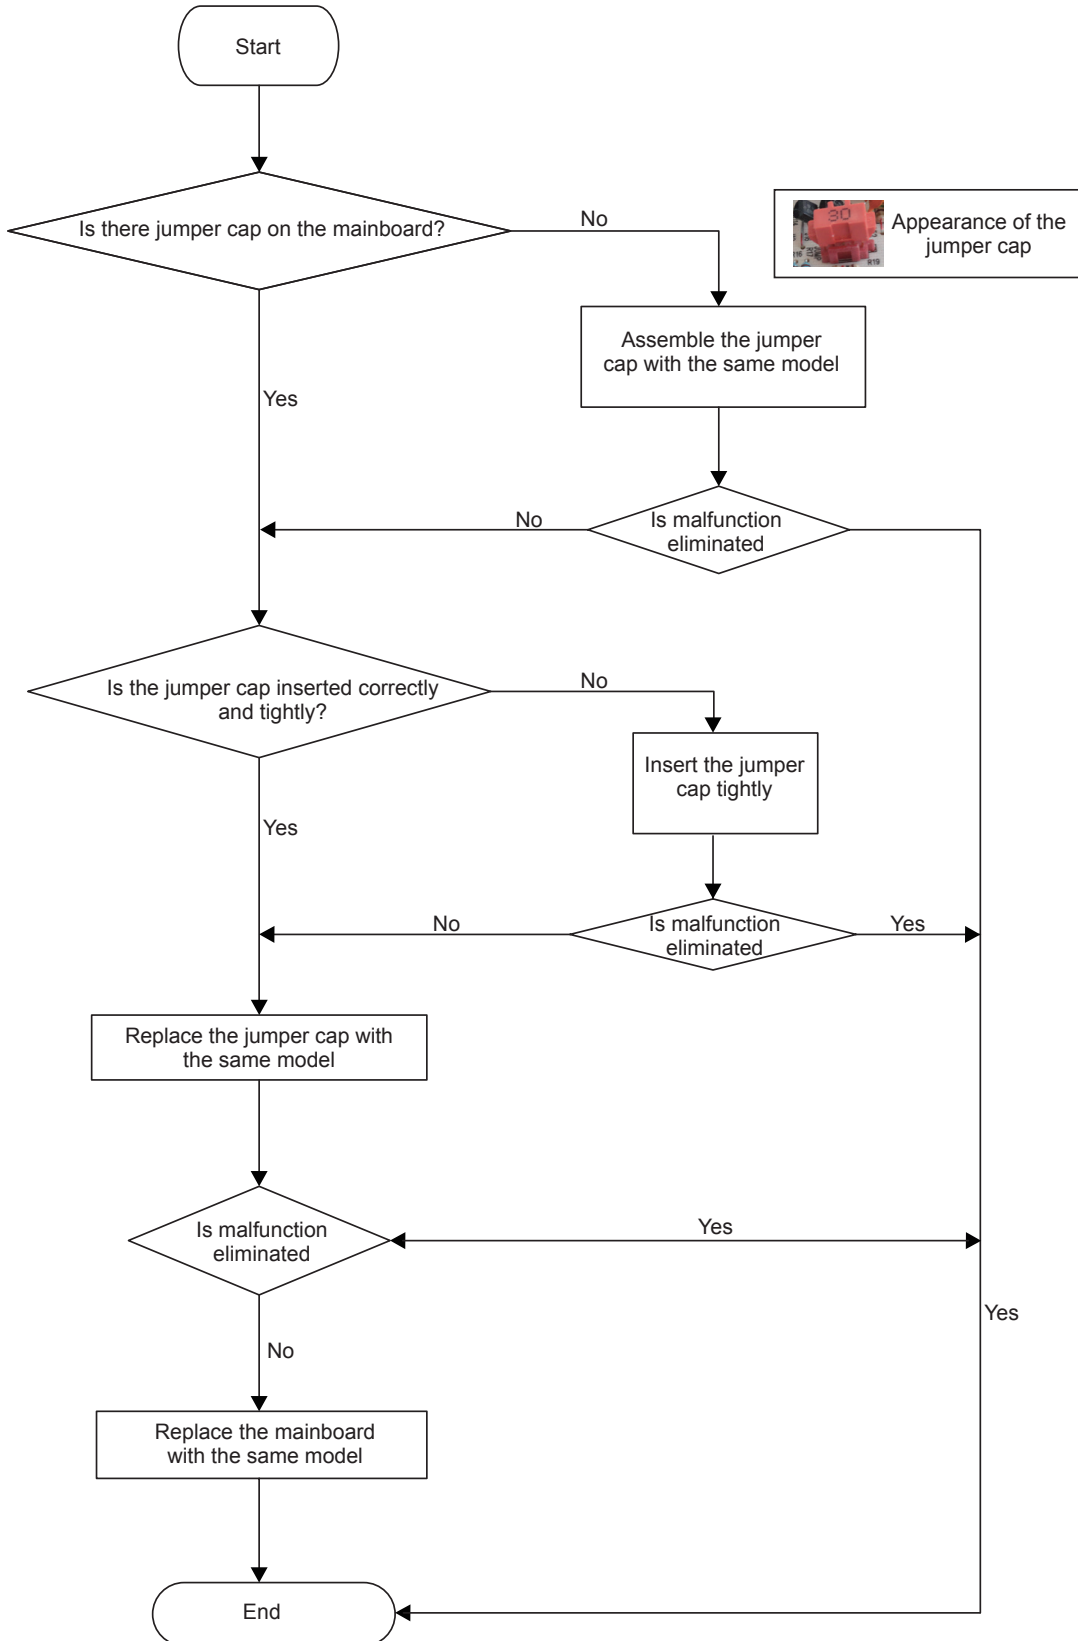 Start
Is there jumper cap on the mainboard?
No
30
R19
Appearance of the
jumper cap
Assemble the jumper
cap with the same model
Yes
No
Is malfunction
eliminated
Is the jumper cap inserted correctly
and tightly?
No
Insert the jumper
cap tightly
Yes
No
Is malfunction
eliminated
Yes
Replace the jumper cap with
the same model
Is malfunction
eliminated
Yes
Yes
No
Replace the mainboard
with the same model
End